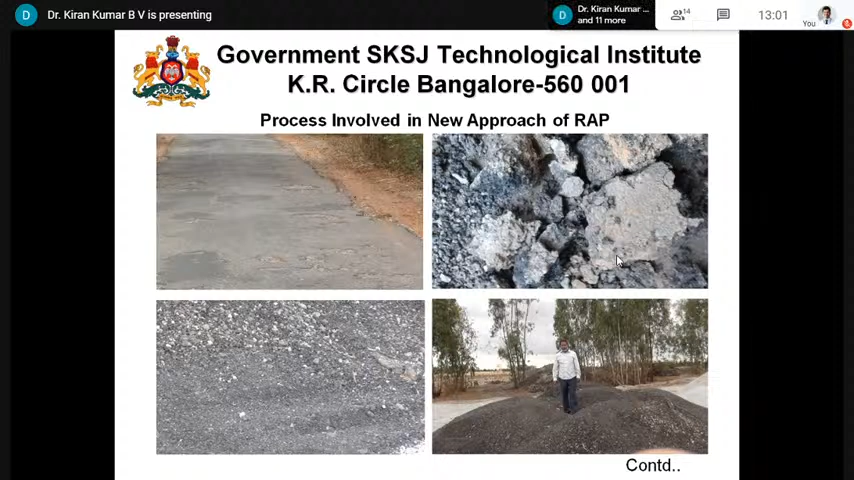 D Dr. Kiran Kumar B V is presenting
D Dr. Kiran Kumar ...
and 11 more
14
13:01
You
Government SKSJ Technological Institute
K.R. Circle Bangalore-560 001
Process Involved in New Approach of RAP
Contd..